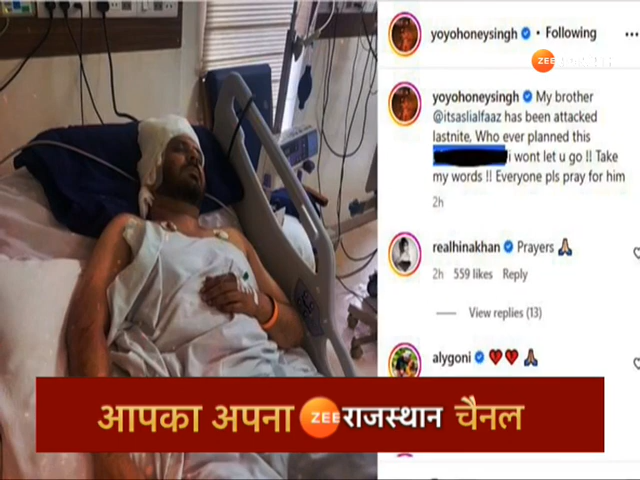 yoyohoneysingh • Following
ZEE
yoyohoneysingh My brother
@itsaslialfaaz has been attacked
lastnite, Who ever planned this
i wont let u go !! Take
my words !! Everyone pls pray for him
2h
realhinakhan Prayers 🙏🏼
2h 559 likes Reply
View replies (13)
alygoni 💔💔🙏🏼
आपका अपना ZEE राजस्थान चैनल